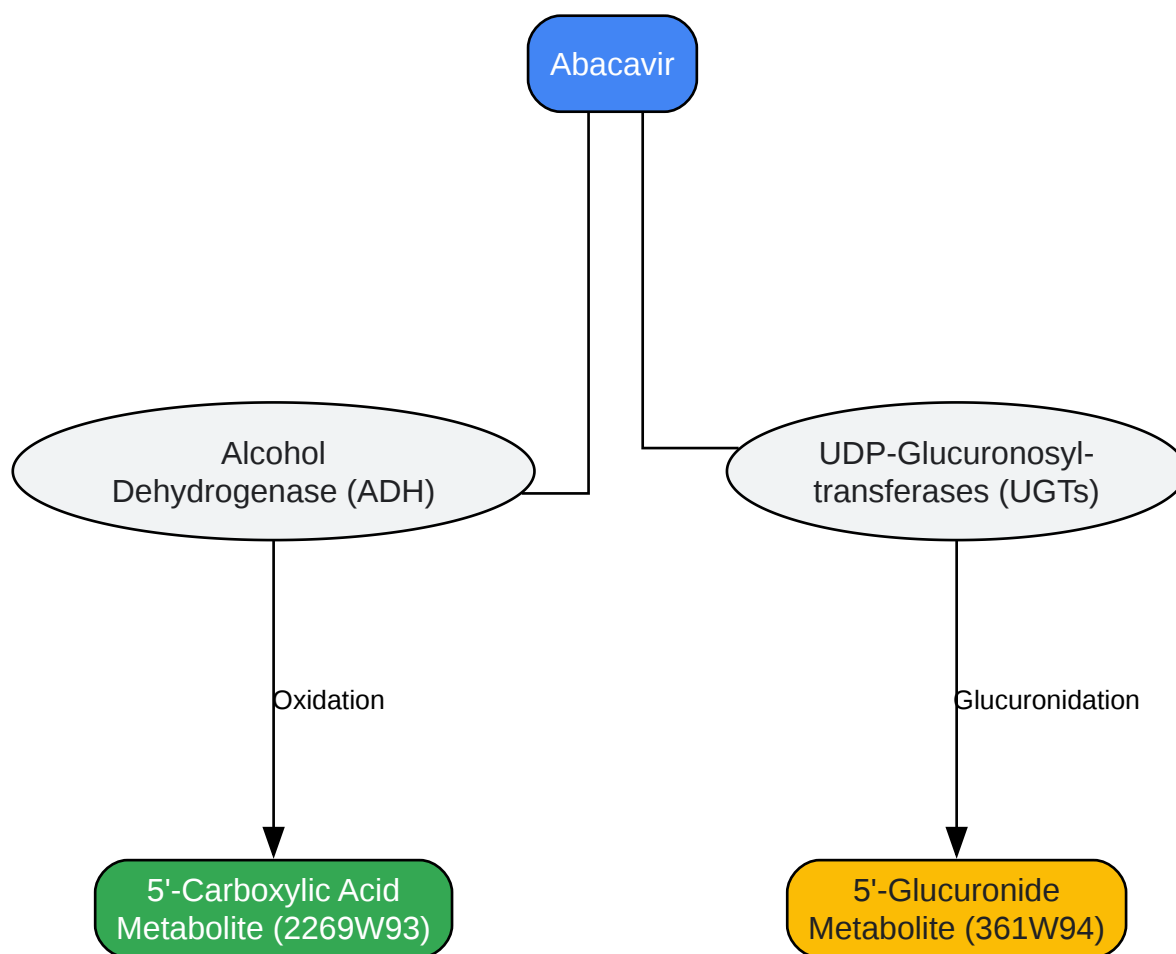 Abacavir
Alcohol
Dehydrogenase (ADH)
UDP-Glucuronosyl-
transferases (UGTs)
Oxidation
Glucuronidation
5'-Carboxylic Acid
Metabolite (2269W93)
5'-Glucuronide
Metabolite (361W94)